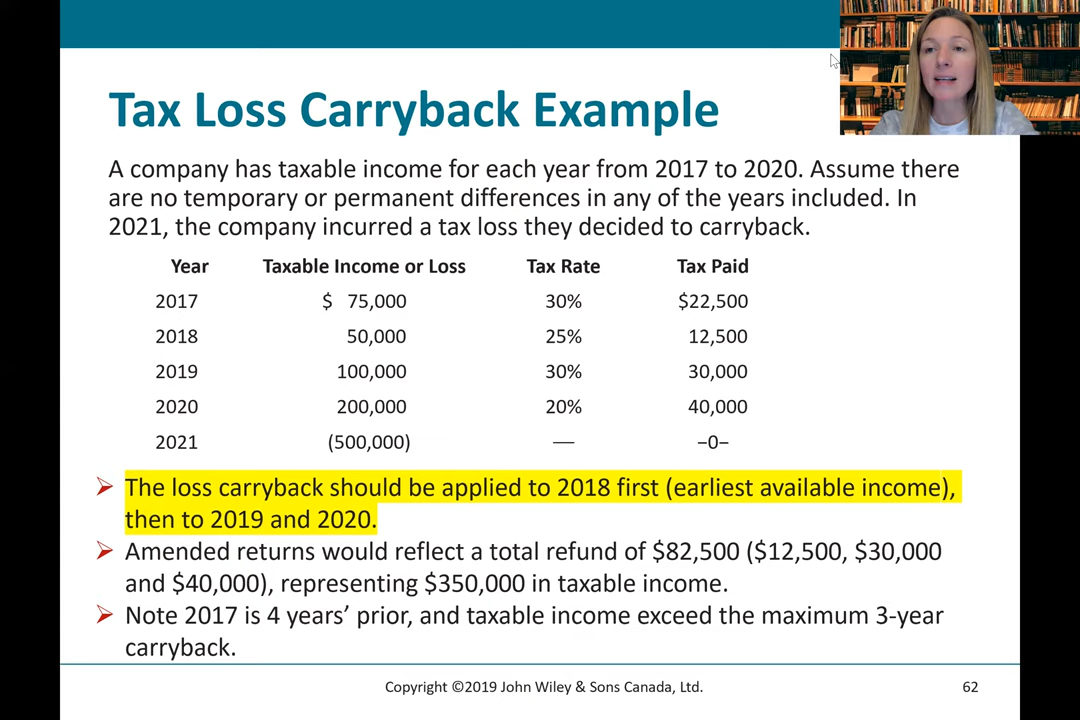 Tax Loss Carryback Example
A company has taxable income for each year from 2017 to 2020. Assume there
are no temporary or permanent differences in any of the years included. In
2021, the company incurred a tax loss they decided to carryback.
Year Taxable Income or Loss Tax Rate Tax Paid
2017 $ 75,000 30% $22,500
2018 50,000 25% 12,500
2019 100,000 30% 30,000
2020 200,000 20% 40,000
2021 (500,000) — –0–
➢ The loss carryback should be applied to 2018 first (earliest available income),
then to 2019 and 2020.
➢ Amended returns would reflect a total refund of $82,500 ($12,500, $30,000
and $40,000), representing $350,000 in taxable income.
➢ Note 2017 is 4 years’ prior, and taxable income exceed the maximum 3-year
carryback.
Copyright ©2019 John Wiley & Sons Canada, Ltd. 62